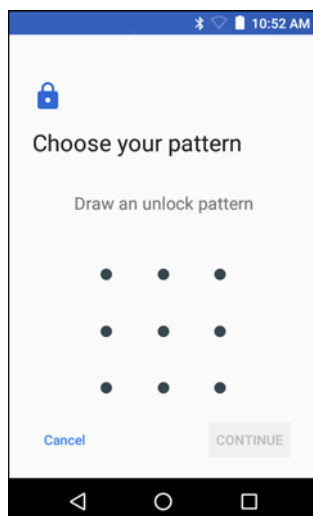 10:52 AM
Choose your pattern
Draw an unlock pattern
Cancel
CONTINUE